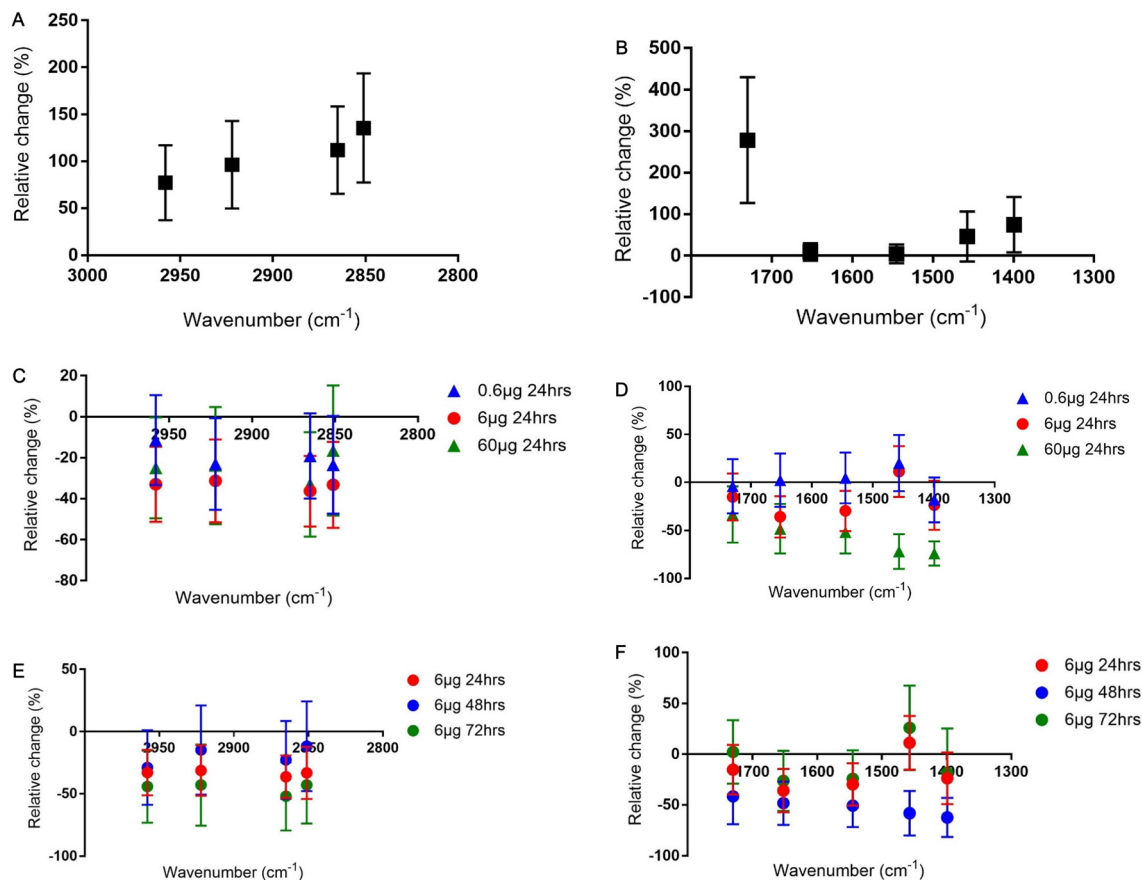 A
Relative change (%)
250
200
150
100
50
0
3000 2950 2900 2850 2800
Wavenumber (cm-1)
B
Relative change (%)
500
400
300
200
100
0
-100
1700 1600 1500 1400 1300
Wavenumber (cm-1)
C
Relative change (%)
20
0
-20
-40
-60
-80
2950 2900 2850 2800
Wavenumber (cm-1)
0.6µg 24hrs
6µg 24hrs
60µg 24hrs
D
Relative change (%)
100
50
0
-50
-100
1700 1600 1500 1400 1300
Wavenumber (cm-1)
0.6µg 24hrs
6µg 24hrs
60µg 24hrs
E
Relative change (%)
50
0
-50
-100
2950 2900 2850 2800
Wavenumber (cm-1)
6µg 24hrs
6µg 48hrs
6µg 72hrs
F
Relative change (%)
100
50
0
-50
-100
1700 1600 1500 1400 1300
Wavenumber (cm-1)
6µg 24hrs
6µg 48hrs
6µg 72hrs